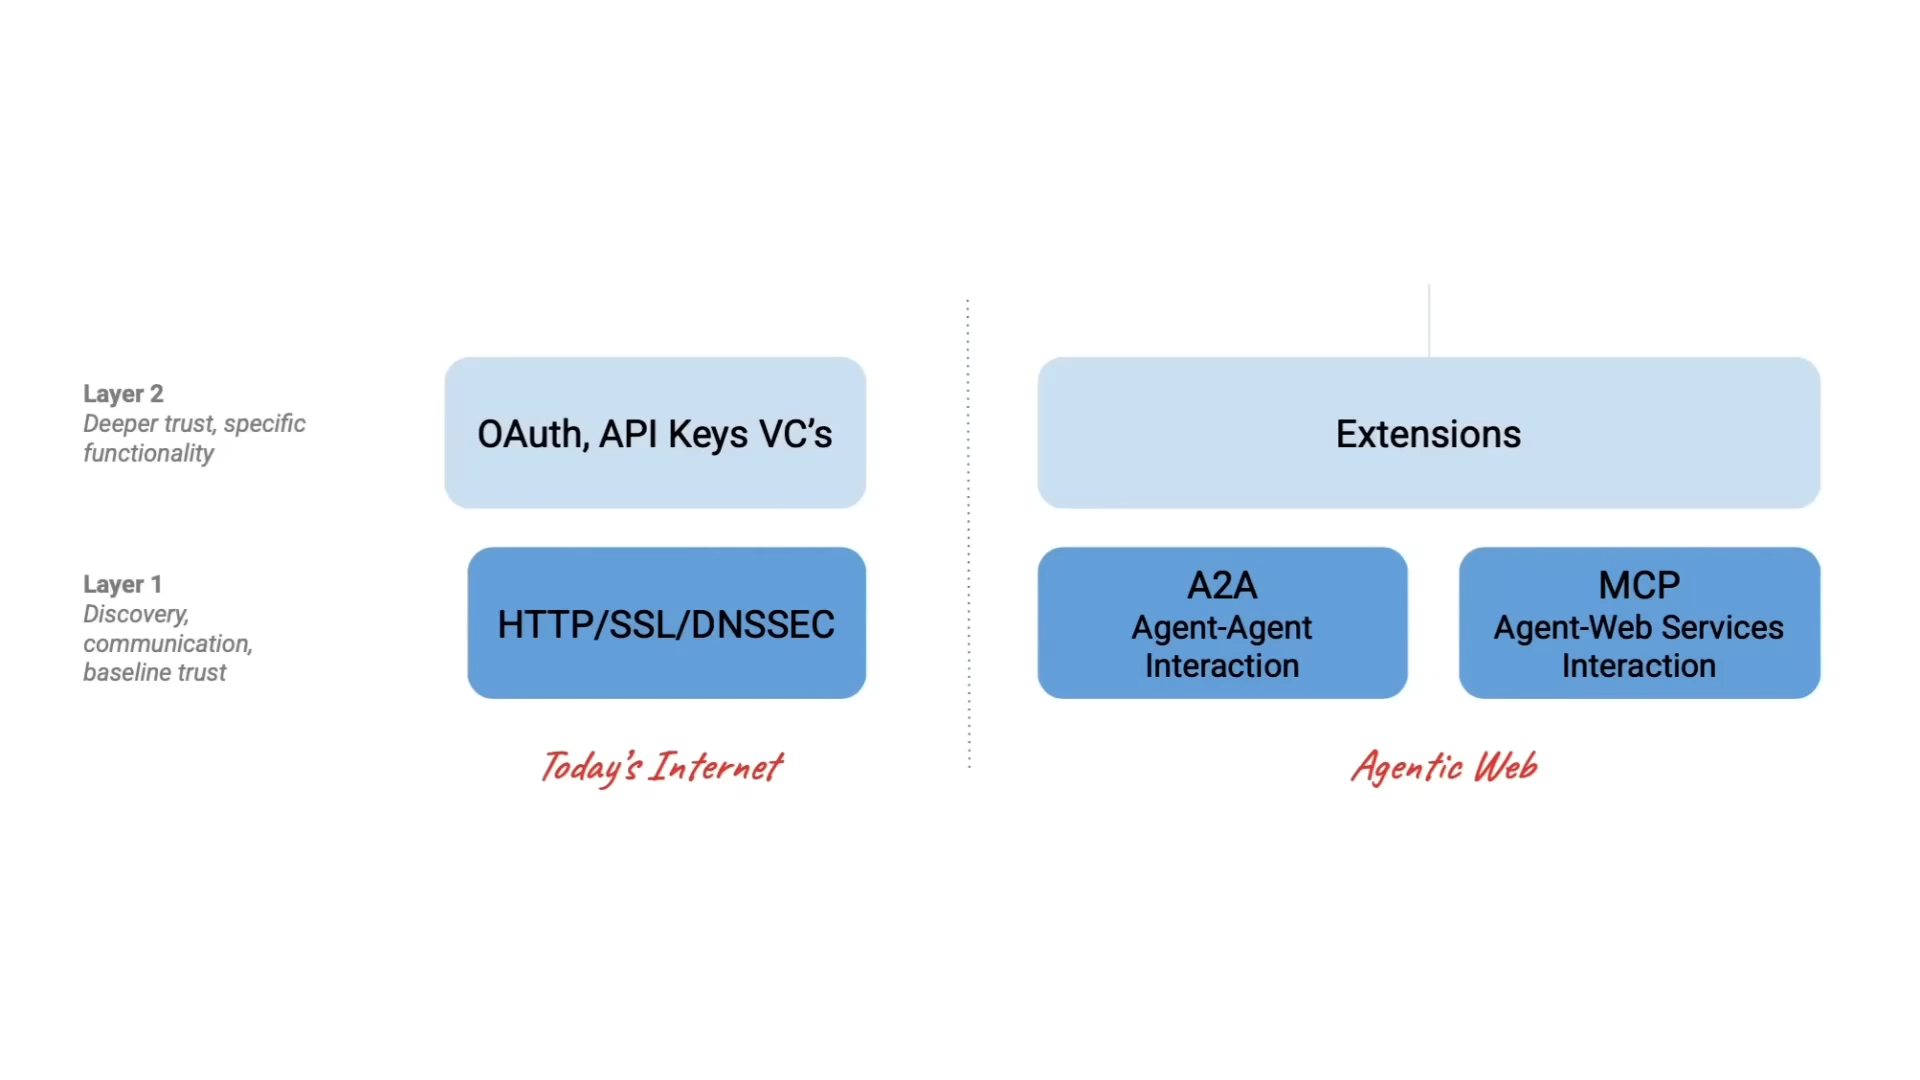 Layer 2
Deeper trust, specific
functionality
OAuth, API Keys VC’s
Extensions
Layer 1
Discovery,
communication,
baseline trust
HTTP/SSL/DNSSEC
A2A
Agent-Agent
Interaction
MCP
Agent-Web Services
Interaction
Today’s Internet
Agentic Web